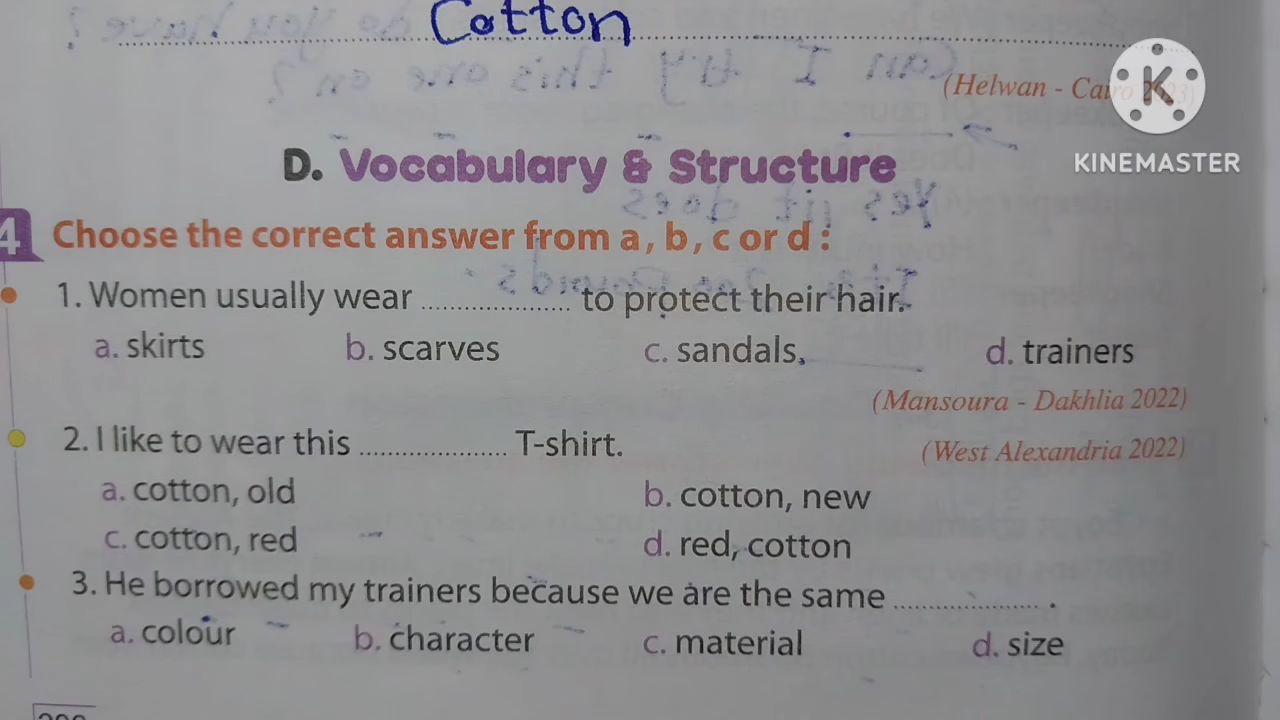 Cotton
(Helwan - Cairo 2023)
KINEMASTER
D. Vocabulary & Structure
4 Choose the correct answer from a, b, c or d :
1. Women usually wear .................... to protect their hair.
a. skirts b. scarves c. sandals. d. trainers
(Mansoura - Dakhlia 2022)
2. I like to wear this .................... T-shirt. (West Alexandria 2022)
a. cotton, old b. cotton, new
c. cotton, red d. red, cotton
3. He borrowed my trainers because we are the same .................... .
a. colour b. character c. material d. size